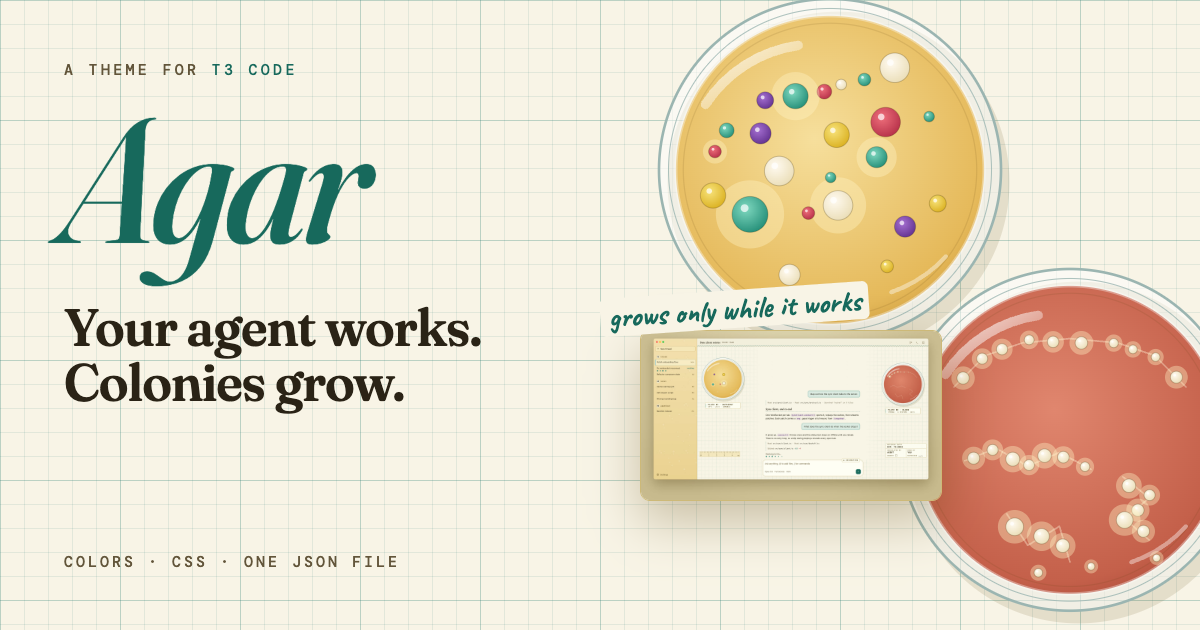 A THEME FOR T3 CODE
Agar
Your agent works.
Colonies grow.
COLORS · CSS · ONE JSON FILE
grows only while it works